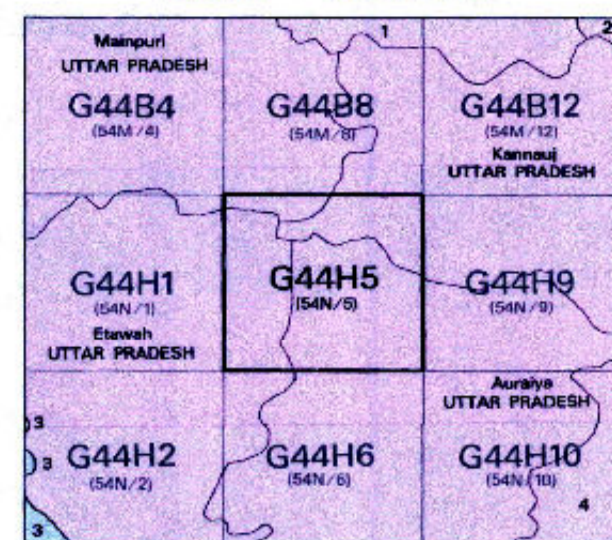 1
2
Mainpuri
UTTAR PRADESH
G44B4
(54M/4)
G44B8
(54M/8)
G44B12
(54M/12)
Kannauj
UTTAR PRADESH
G44H1
(54N/1)
Etawah
UTTAR PRADESH
G44H5
(54N/5)
G44H9
(54N/9)
Auraiya
UTTAR PRADESH
3
3
G44H2
(54N/2)
3
G44H6
(54N/6)
G44H10
(54N/10)
4